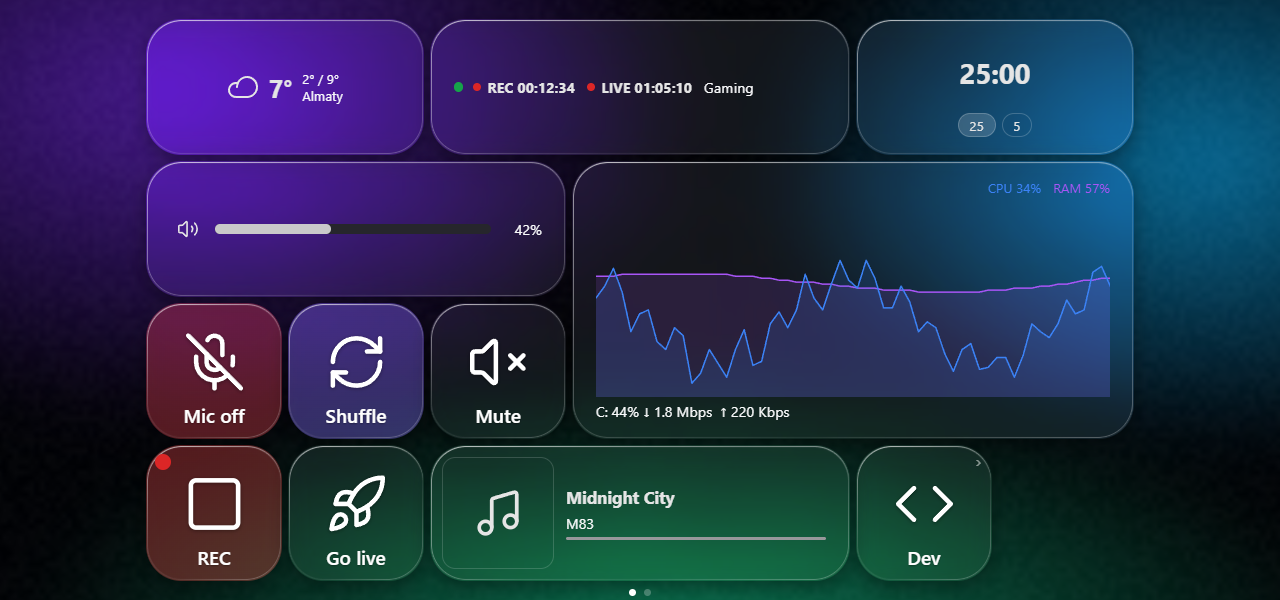 7° 2° / 9°
Almaty
REC 00:12:34 LIVE 01:05:10 Gaming
25:00
25 5
42%
CPU 34% RAM 57%
C: 44% ↓ 1.8 Mbps ↑ 220 Kbps
Mic off
Shuffle
Mute
REC
Go live
Midnight City
M83
Dev